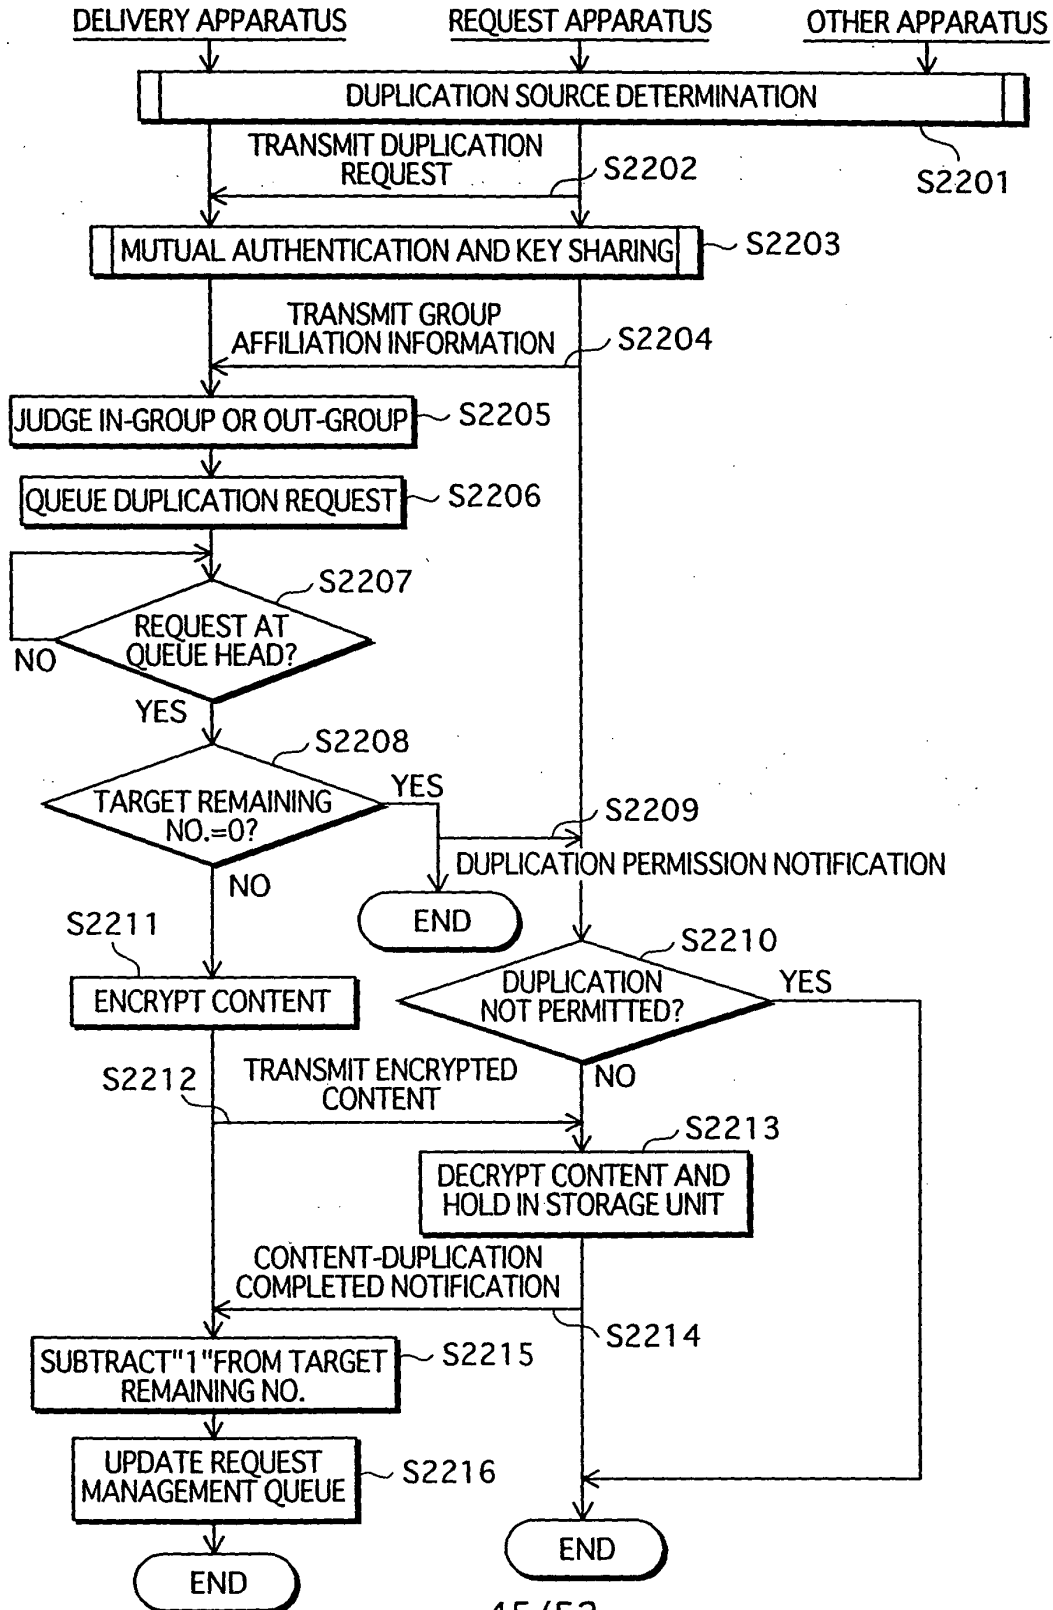 DELIVERY APPARATUS
REQUEST APPARATUS
OTHER APPARATUS
DUPLICATION SOURCE DETERMINATION
S2201
TRANSMIT DUPLICATION
REQUEST
S2202
MUTUAL AUTHENTICATION AND KEY SHARING
S2203
TRANSMIT GROUP
AFFILIATION INFORMATION
S2204
JUDGE IN-GROUP OR OUT-GROUP
S2205
QUEUE DUPLICATION REQUEST
S2206
S2207
REQUEST AT
QUEUE HEAD?
NO
YES
S2208
TARGET REMAINING
NO.=0?
YES
NO
S2209
DUPLICATION PERMISSION NOTIFICATION
END
S2210
DUPLICATION
NOT PERMITTED?
YES
NO
S2211
ENCRYPT CONTENT
S2212
TRANSMIT ENCRYPTED
CONTENT
S2213
DECRYPT CONTENT AND
HOLD IN STORAGE UNIT
CONTENT-DUPLICATION
COMPLETED NOTIFICATION
S2214
SUBTRACT"1"FROM TARGET
REMAINING NO.
S2215
UPDATE REQUEST
MANAGEMENT QUEUE
S2216
END
END